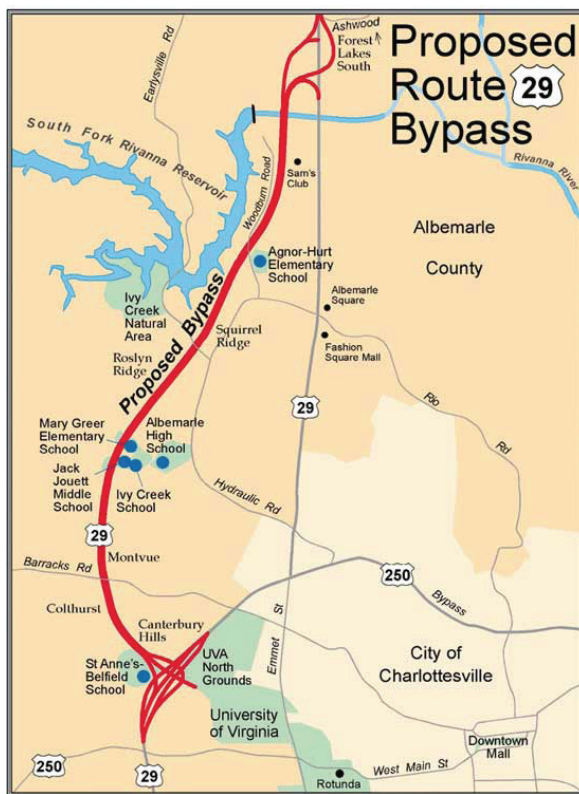 Proposed
Route 29
Bypass
Ashwood
Forest
Lakes
South
Earlysville Rd
South Fork Rivanna Reservoir
Rivanna River
Woodburn Road
Sam's
Club
Albemarle
County
Agnor-Hurt
Elementary
School
Ivy
Creek
Natural
Area
Albemarle
Square
Proposed Bypass
Squirrel
Ridge
Roslyn
Ridge
Fashion
Square Mall
Rio
Rd
29
Mary Greer
Elementary
School
Albemarle
High
School
Jack
Jouett
Middle
School
Ivy Creek
School
Hydraulic Rd
29
Montvue
Barracks Rd
250
Bypass
Colthurst
Canterbury
Hills
Emmet St
City of
Charlottesville
St Anne's-
Belfield
School
UVA
North
Grounds
University
of Virginia
Downtown
Mall
250
29
West Main St
Rotunda